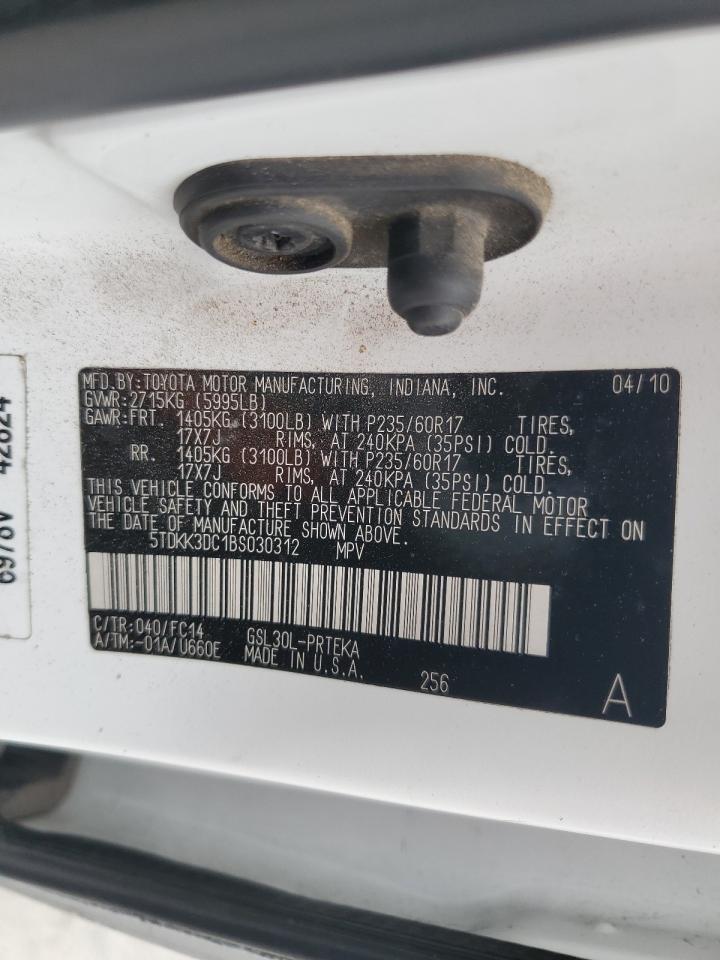 MFD.BY:TOYOTA MOTOR MANUFACTURING, INDIANA, INC. 04/10
GVWR:2715KG (5995LB)
GAWR:FRT. 1405KG (3100LB) WITH P235/60R17 TIRES,
17X7J RIMS, AT 240KPA (35PSI) COLD.
RR. 1405KG (3100LB) WITH P235/60R17 TIRES,
17X7J RIMS, AT 240KPA (35PSI) COLD.
THIS VEHICLE CONFORMS TO ALL APPLICABLE FEDERAL MOTOR
VEHICLE SAFETY AND THEFT PREVENTION STANDARDS IN EFFECT ON
THE DATE OF MANUFACTURE SHOWN ABOVE.
5TDKK3DC1BS030312 MPV
C/TR:040/FC14 GSL30L-PRTEKA
A/TM:-01A/U660E MADE IN U.S.A. 256 A